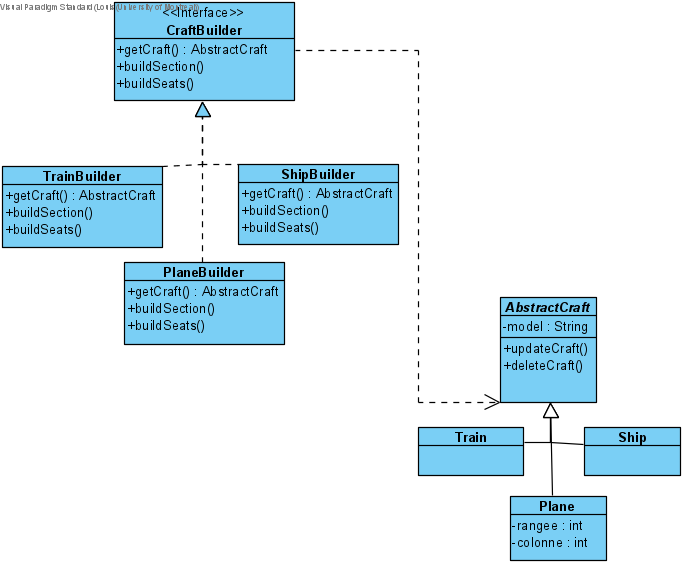 Visual Paradigm Standard (Louis(University of Montreal))
<<Interface>>
CraftBuilder
+getCraft() : AbstractCraft
+buildSection()
+buildSeats()
TrainBuilder
+getCraft() : AbstractCraft
+buildSection()
+buildSeats()
ShipBuilder
+getCraft() : AbstractCraft
+buildSection()
+buildSeats()
PlaneBuilder
+getCraft() : AbstractCraft
+buildSection()
+buildSeats()
AbstractCraft
-model : String
+updateCraft()
+deleteCraft()
Train
Ship
Plane
-rangee : int
-colonne : int